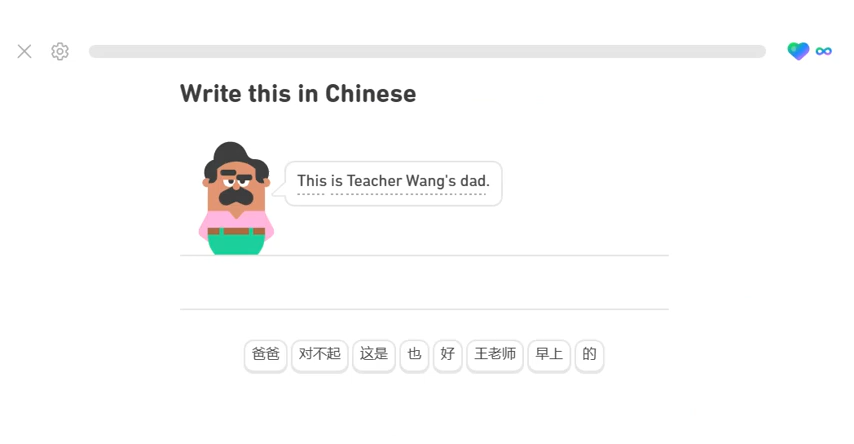 Write this in Chinese
This is Teacher Wang's dad.
爸爸 对不起 这是 也 好 王老师 早上 的